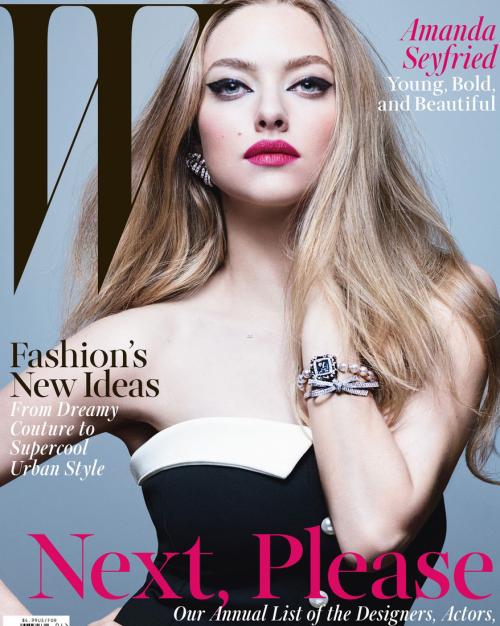 W
Amanda
Seyfried
Young, Bold,
and Beautiful
Fashion's
New Ideas
From Dreamy
Couture to
Supercool
Urban Style
Next, Please
Our Annual List of the Designers, Actors,